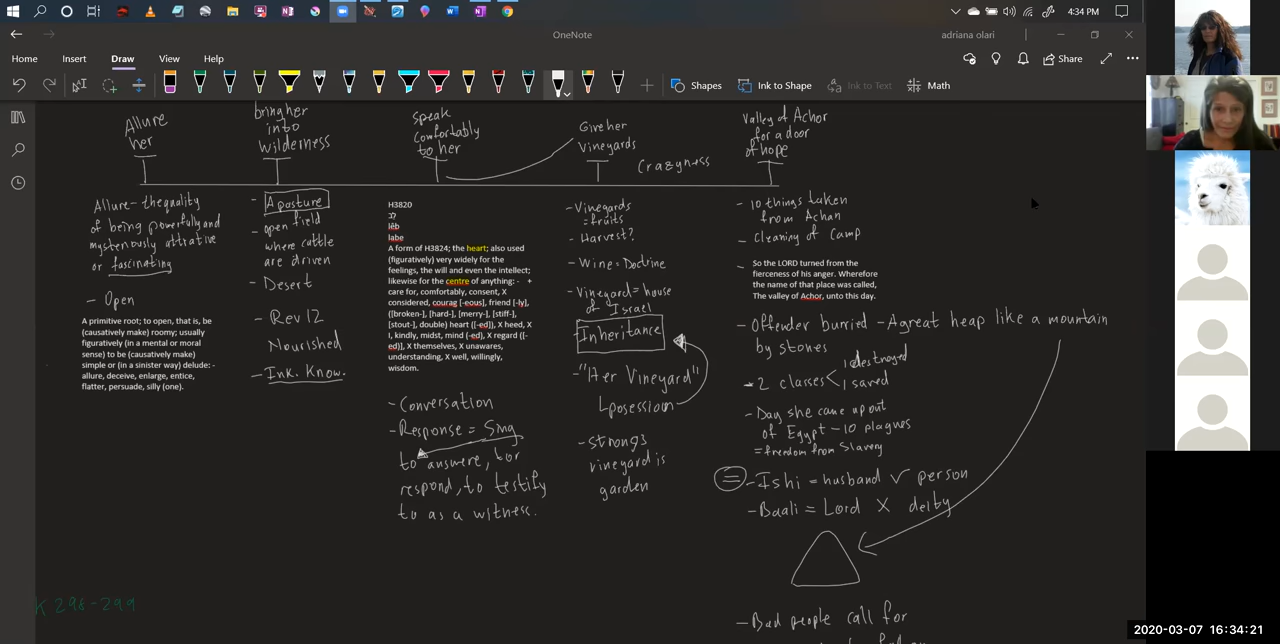 4:34 PM
OneNote
adriana olari
Home
Insert
Draw
View
Help
Share
Shapes
Ink to Shape
Ink to Text
Math
Allure
her
bring her
into
wilderness
speak
comfortably
to her
Give her
Vineyards
Crazyness
Valley of Achor
for a door
of hope
Allure- the quality
of being powerfully and
mysteriously attrative
or fascinating
- Open
A primitive root; to open, that is, be
(causatively make) roomy; usually
figuratively (in a mental or moral
sense) to be (causatively make)
simple or (in a sinister way) delude: -
allure, deceive, enlarge, entice,
flatter, persuade, silly (one).
- A pasture
- open field
where cattle
are driven
- Desert
- Rev 12
Nourished
- Ink. Know.
H3820
לב
lêb
labe
A form of H3824; the heart; also used
(figuratively) very widely for the
feelings, the will and even the intellect;
likewise for the centre of anything: - +
care for, comfortably, consent, X
considered, courag [-eous], friend [-ly],
([broken-], [hard-], [merry-], [stiff-],
[stout-], double) heart ([-ed]), X heed, X
I, kindly, midst, mind (-ed), X regard ([-
ed)], X themselves, X unawares,
understanding, X well, willingly,
wisdom.
- Conversation
- Response = Sing
to answere, to
respond, to testify
to as a witness.
- Vinegards
= fruits
- Harvest?
- Wine = Doctrine
- Vineyard = house
of Israel
Inheritance
- "Her Vineyard"
posession
- strongs
vineyard is
garden
- 10 things taken
from Achan
- Cleaning of Camp
- So the LORD turned from the
fierceness of his anger. Wherefore
the name of that place was called,
The valley of Achor, unto this day.
- Offender burried - A great heap like a mountain
by stones
- 2 classes < 1 destroyed
1 saved
- Day she came up out
of Egypt - 10 plagues
= freedom from Slavery
= - Ishi = husband ✓ person
- Baali = Lord X deity
- Bad people call for
K 298-299
2020-03-07 16:34:21